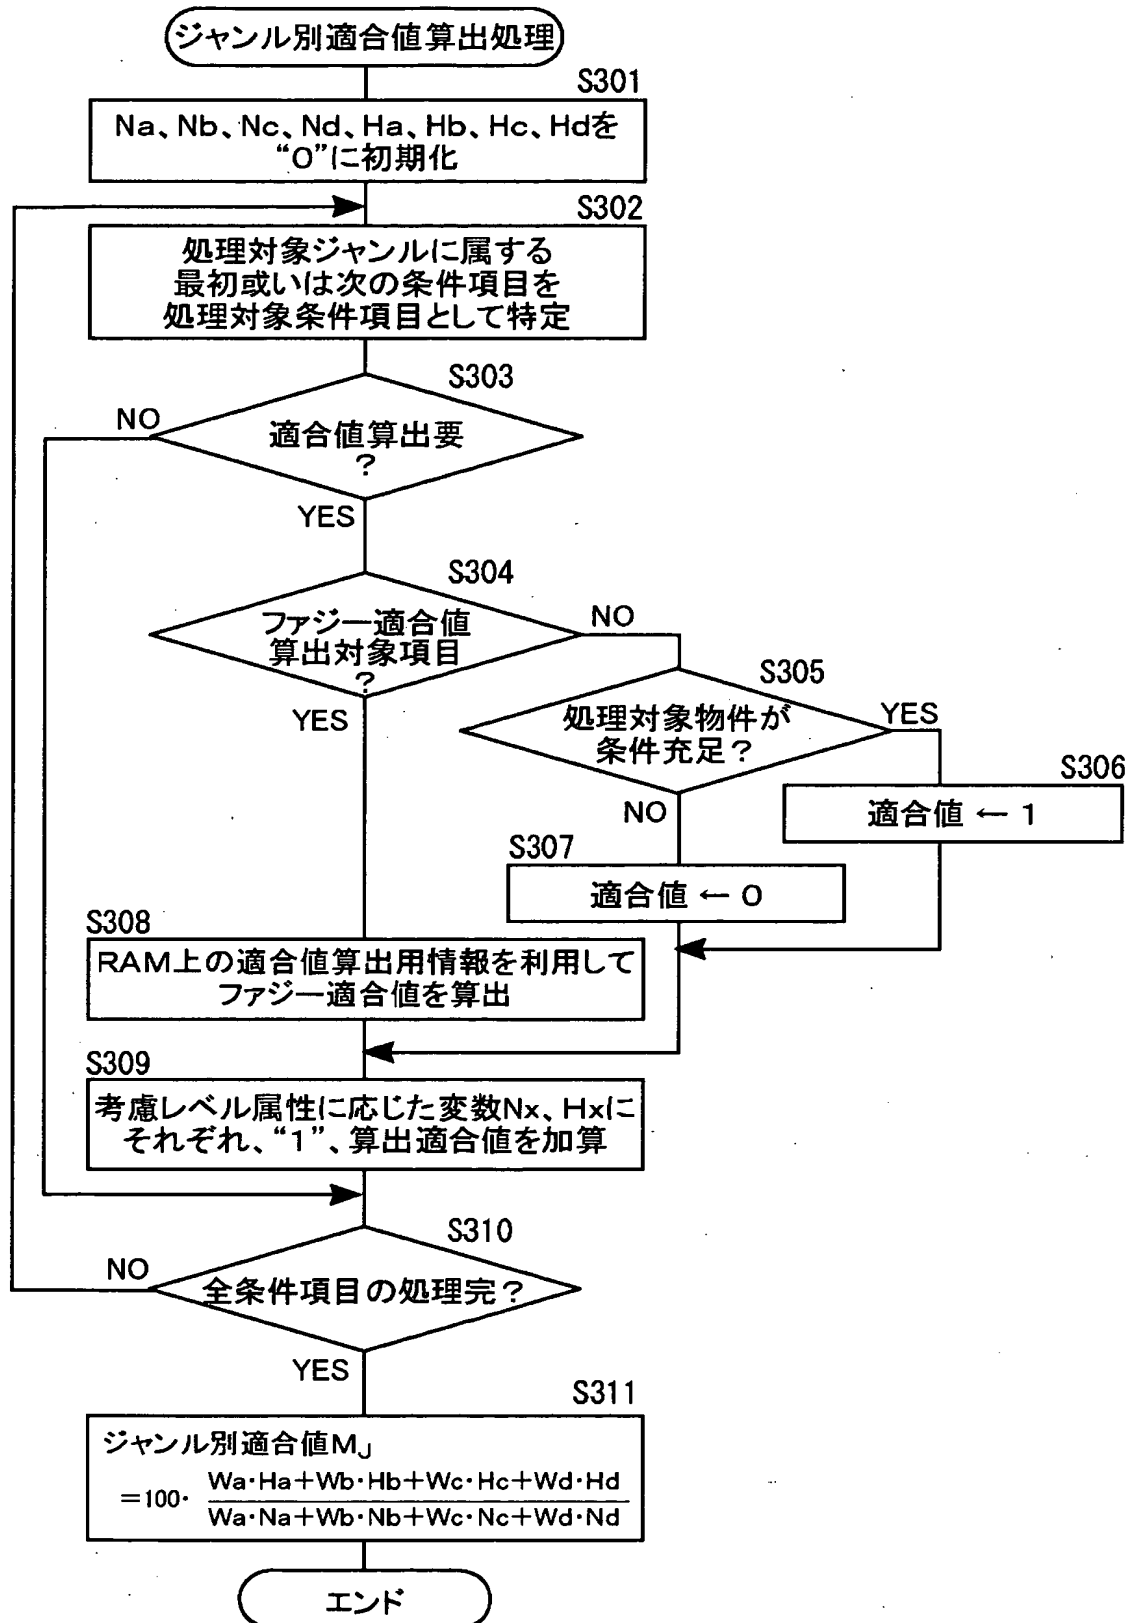 ジャンル別適合値算出処理
S301
Na、Nb、Nc、Nd、Ha、Hb、Hc、Hdを
“0”に初期化
S302
処理対象ジャンルに属する
最初或いは次の条件項目を
処理対象条件項目として特定
S303
NO
適合値算出要
?
YES
S304
NO
ファジー適合値
算出対象項目
?
YES
S305
YES
処理対象物件が
条件充足?
NO
S306
適合値 ← 1
S307
適合値 ← 0
S308
RAM上の適合値算出用情報を利用して
ファジー適合値を算出
S309
考慮レベル属性に応じた変数Nx、Hxに
それぞれ、“1”、算出適合値を加算
S310
NO
全条件項目の処理完?
YES
S311
ジャンル別適合値MJ
Wa·Ha+Wb·Hb+Wc·Hc+Wd·Hd
=100·
Wa·Na+Wb·Nb+Wc·Nc+Wd·Nd
エンド